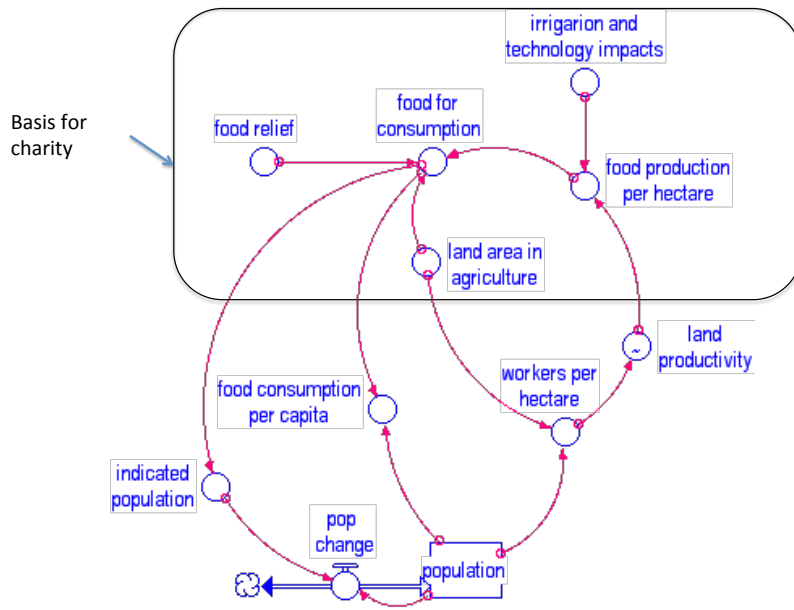 irrigarion and
technology impacts
Basis for
charity
food relief
food for
consumption
food production
per hectare
land area in
agriculture
land
productivity
workers per
hectare
food consumption
per capita
indicated
population
pop
change
population
~